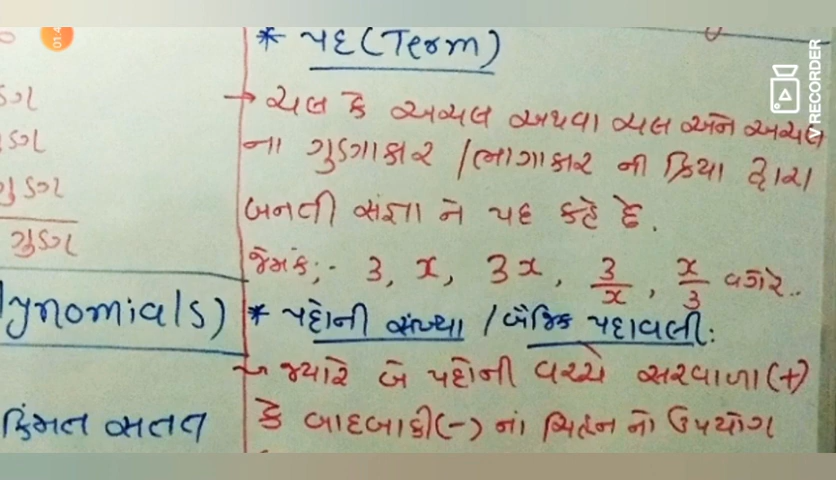 * પદ (Term)
→ ચલ કે અચલ અથવા ચલ અને અચલ
ના ગુણાકાર / ભાગાકાર ની ક્રિયા દ્વારા
બનતી સંજ્ઞા ને પદ કહે છે.
જેમકે;- 3, x, 3x, 3/x, x/3 વગેરે..
* પદોની સંખ્યા / બૈજિક પદાવલી:
→ જ્યારે બે પદોની વચ્ચે સરવાળા (+)
કે બાદબાકી (-) નાં ચિહ્ન નો ઉપયોગ
lynomials)
કિંમત સતત
V RECORDER